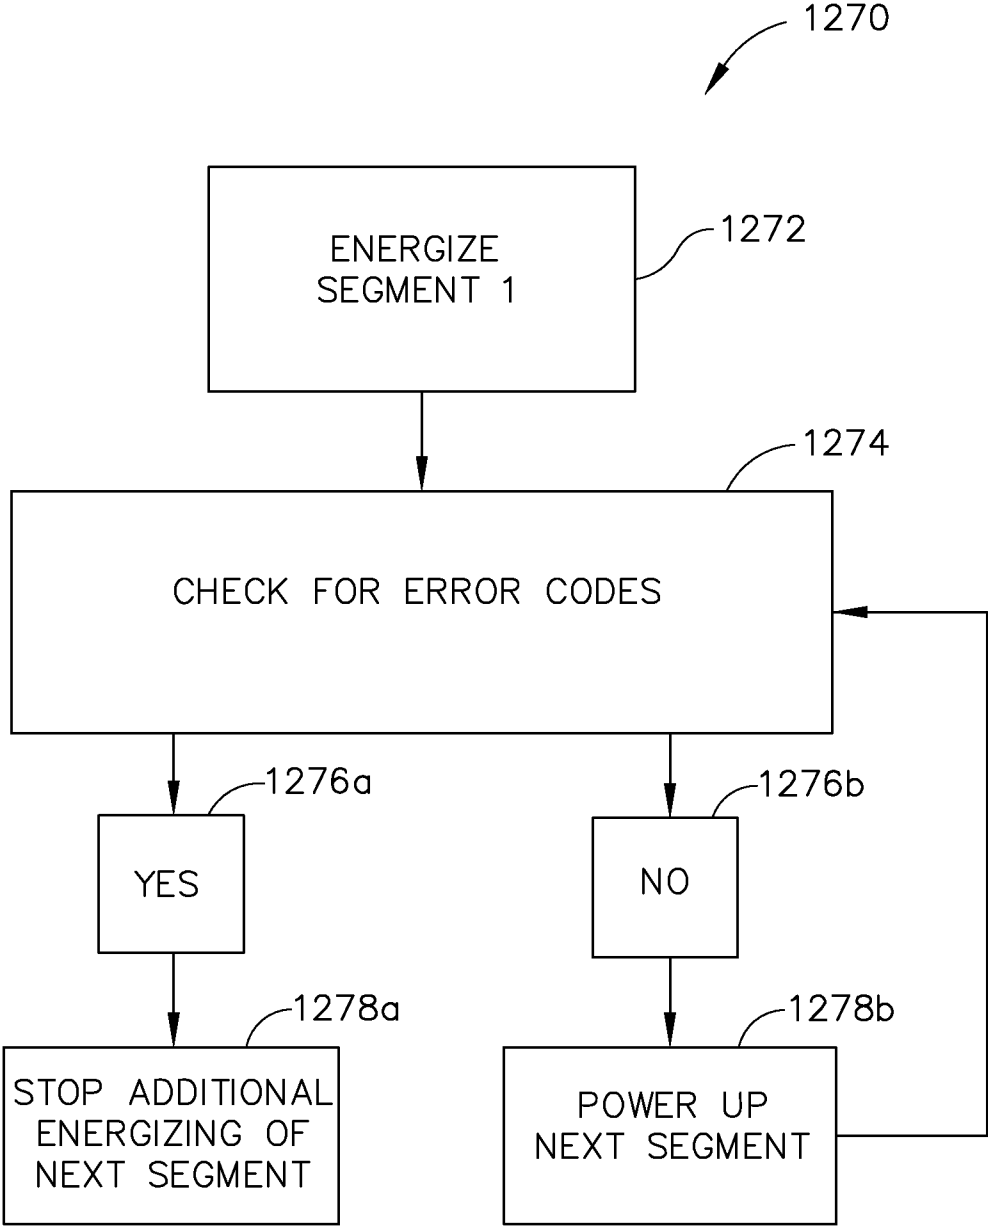 1270
ENERGIZE
SEGMENT 1
1272
1274
CHECK FOR ERROR CODES
1276a
1276b
YES
NO
1278a
1278b
STOP ADDITIONAL
ENERGIZING OF
NEXT SEGMENT
POWER UP
NEXT SEGMENT